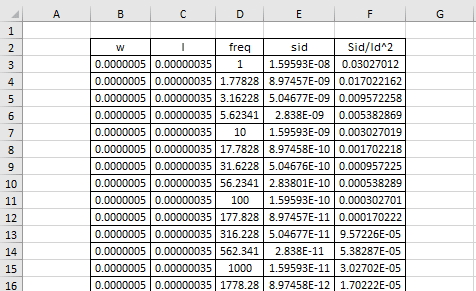 A B C D E F G
1
2 w l freq sid Sid/Id^2
3 0.0000005 0.00000035 1 1.59593E-08 0.03027012
4 0.0000005 0.00000035 1.77828 8.97457E-09 0.017022162
5 0.0000005 0.00000035 3.16228 5.04677E-09 0.009572258
6 0.0000005 0.00000035 5.62341 2.838E-09 0.005382869
7 0.0000005 0.00000035 10 1.59593E-09 0.003027019
8 0.0000005 0.00000035 17.7828 8.97458E-10 0.001702218
9 0.0000005 0.00000035 31.6228 5.04676E-10 0.000957225
10 0.0000005 0.00000035 56.2341 2.83801E-10 0.000538289
11 0.0000005 0.00000035 100 1.59593E-10 0.000302701
12 0.0000005 0.00000035 177.828 8.97457E-11 0.000170222
13 0.0000005 0.00000035 316.228 5.04677E-11 9.57226E-05
14 0.0000005 0.00000035 562.341 2.838E-11 5.38287E-05
15 0.0000005 0.00000035 1000 1.59593E-11 3.02702E-05
16 0.0000005 0.00000035 1778.28 8.97458E-12 1.70222E-05